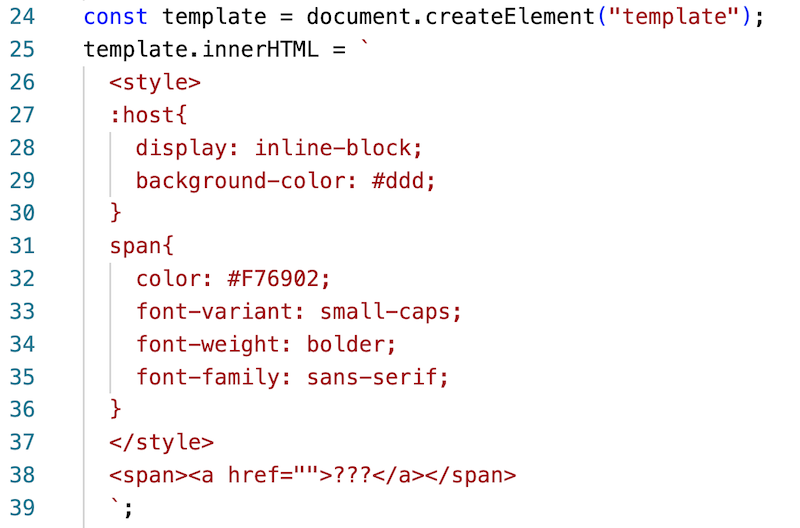 24 const template = document.createElement("template");
25 template.innerHTML = `
26 <style>
27 :host{
28 display: inline-block;
29 background-color: #ddd;
30 }
31 span{
32 color: #F76902;
33 font-variant: small-caps;
34 font-weight: bolder;
35 font-family: sans-serif;
36 }
37 </style>
38 <span><a href="">???</a></span>
39 `;